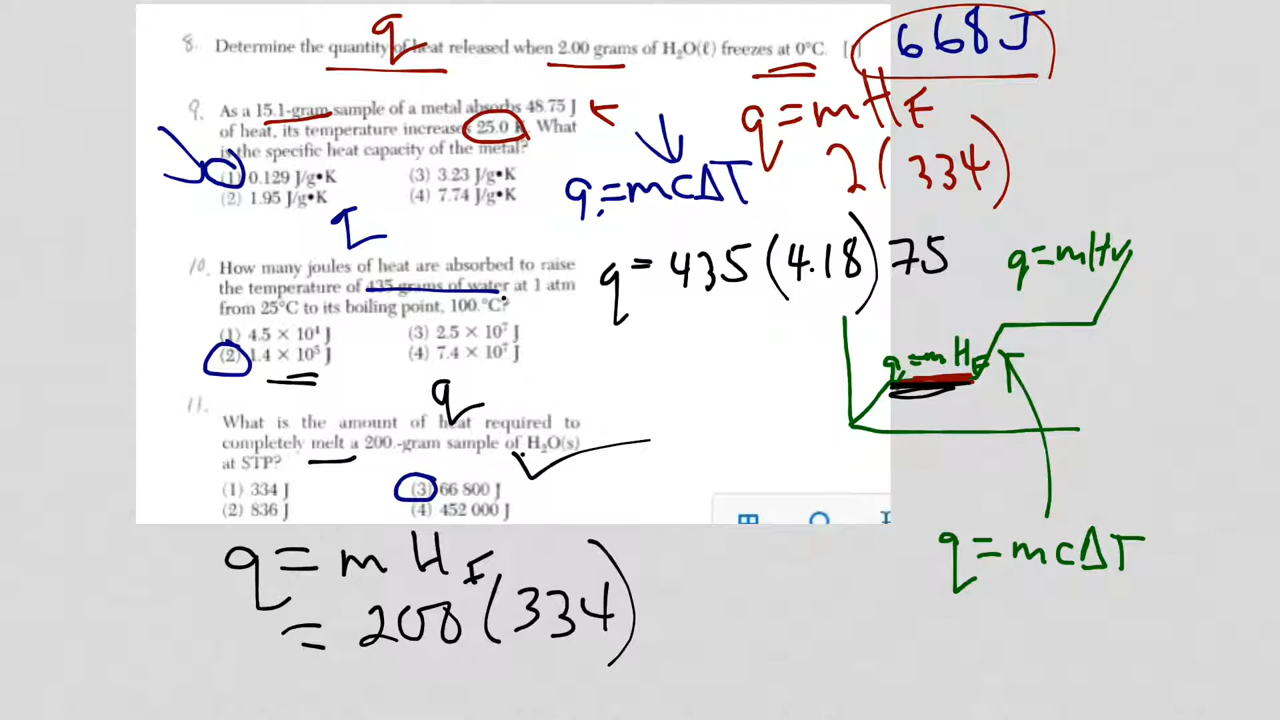 8. Determine the quantity of heat released when 2.00 grams of H₂O(ℓ) freezes at 0°C.
q
668J
9. As a 15.1-gram sample of a metal absorbs 48.75 J
of heat, its temperature increases 25.0 K. What
is the specific heat capacity of the metal?
(1) 0.129 J/g•K (3) 3.23 J/g•K
(2) 1.95 J/g•K (4) 7.74 J/g•K
q=mHF
2(334)
q=mcΔT
q
10. How many joules of heat are absorbed to raise
the temperature of 435 grams of water at 1 atm
from 25°C to its boiling point, 100.°C?
(1) 4.5 × 10⁴ J (3) 2.5 × 10⁷ J
(2) 1.4 × 10⁵ J (4) 7.4 × 10⁷ J
q=435(4.18)75
q=mHv
q=mHF
q
11.
What is the amount of heat required to
completely melt a 200.-gram sample of H₂O(s)
at STP?
(1) 334 J (3) 66 800 J
(2) 836 J (4) 452 000 J
q=mHF
=200(334)
q=mcΔT